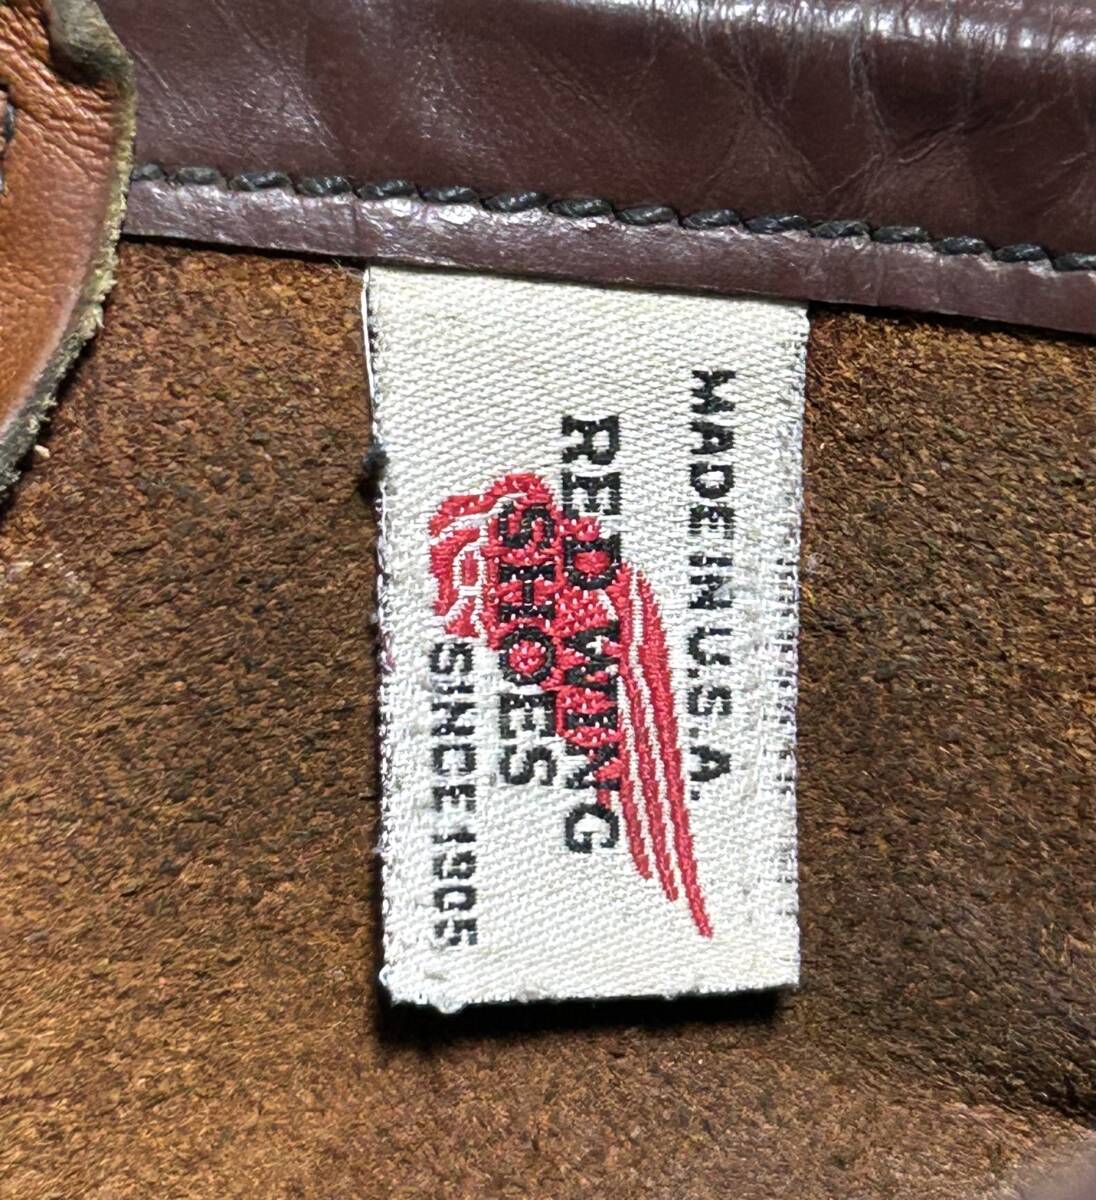 MADE IN U.S.A.
RED WING
SHOES
SINCE 1905